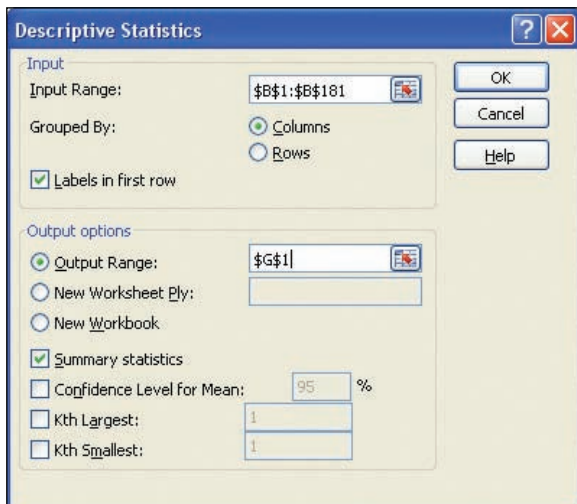 Descriptive Statistics
Input
Input Range: $B$1:$B$181
Grouped By: Columns
Rows
Labels in first row
OK
Cancel
Help
Output options
Output Range: $G$1
New Worksheet Ply:
New Workbook
Summary statistics
Confidence Level for Mean: 95 %
Kth Largest: 1
Kth Smallest: 1